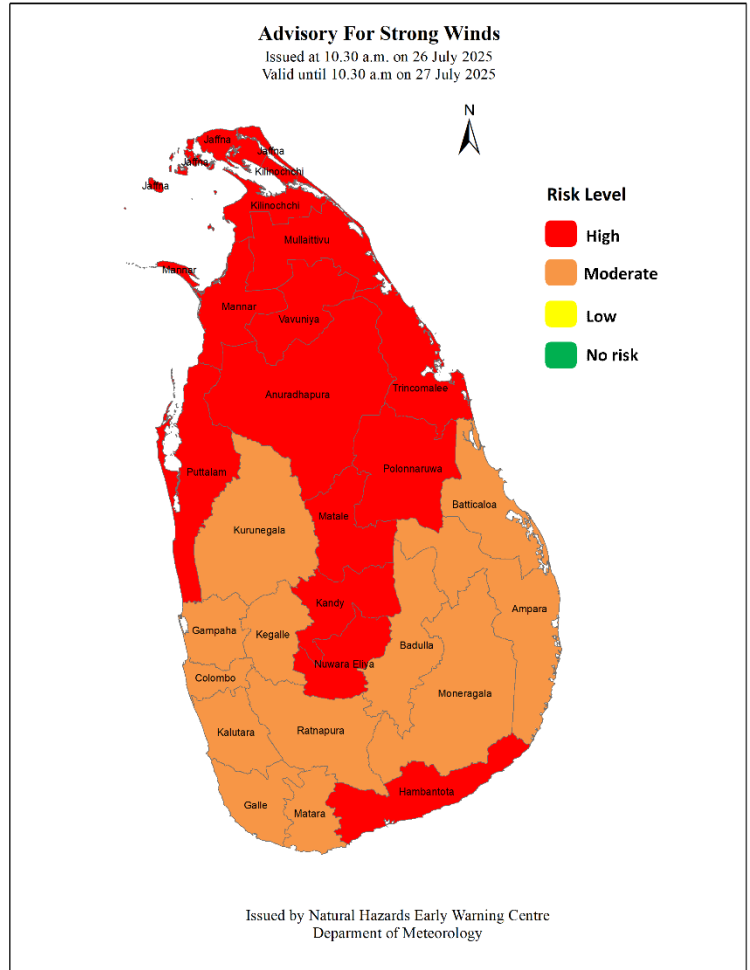 Advisory For Strong Winds
Issued at 10.30 a.m. on 26 July 2025
Valid until 10.30 a.m on 27 July 2025
N
Jaffna
Jaffna
Jaffna
Kilinochchi
Jaffna
Kilinochchi
Mullaittivu
Mannar
Mannar
Vavuniya
Anuradhapura
Trincomalee
Puttalam
Polonnaruwa
Batticaloa
Matale
Kurunegala
Kandy
Ampara
Gampaha
Kegalle
Badulla
Nuwara Eliya
Colombo
Moneragala
Kalutara
Ratnapura
Hambantota
Galle
Matara
Risk Level
High
Moderate
Low
No risk
Issued by Natural Hazards Early Warning Centre
Deparment of Meteorology